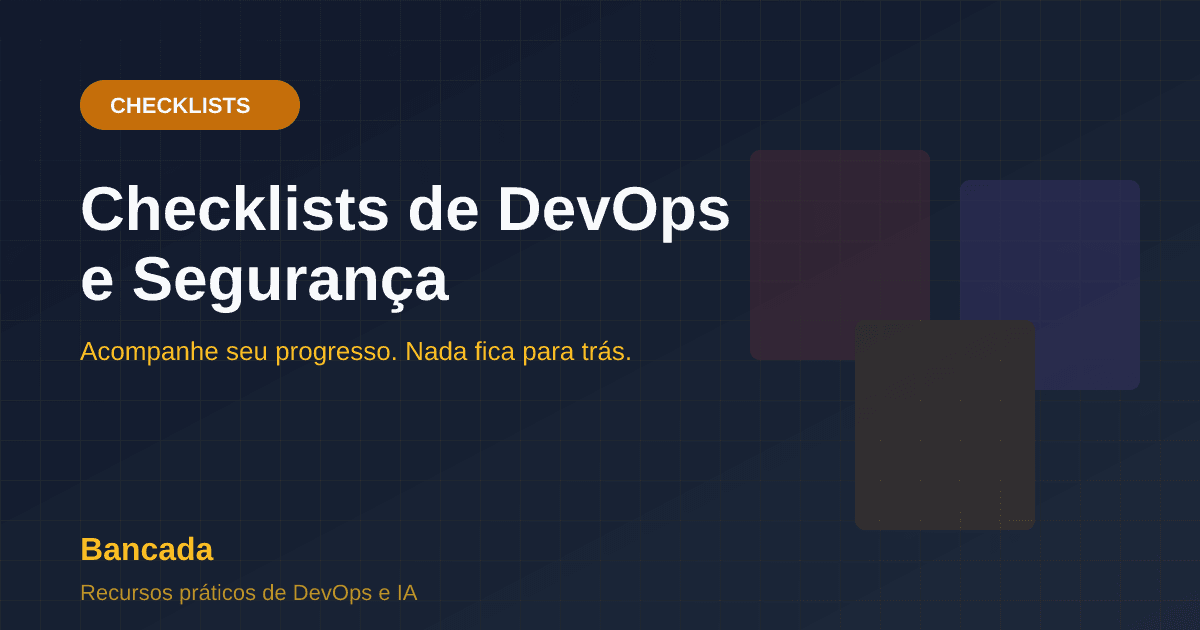 CHECKLISTS
Checklists de DevOps
e Segurança
Acompanhe seu progresso. Nada fica para trás.
Bancada
Recursos práticos de DevOps e IA